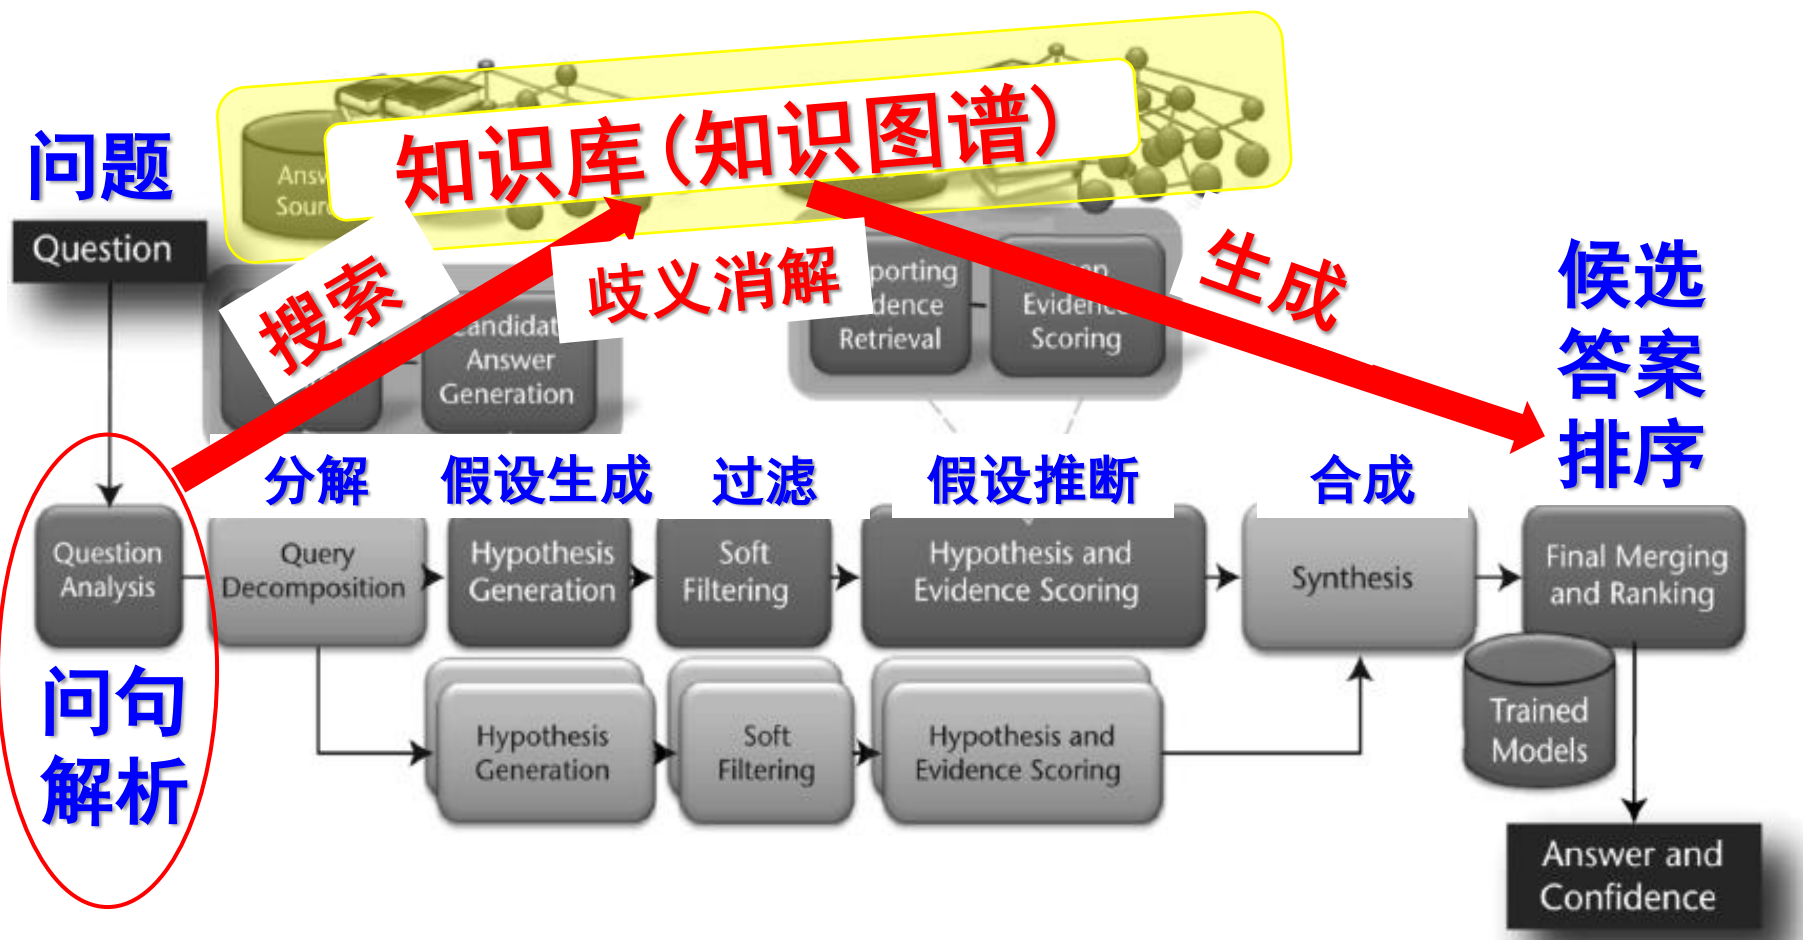 知识库(知识图谱)
问题
Question
搜索
歧义消解
生成
候选
答案
排序
Answer
Generation
Retrieval
Evidence
Scoring
分解
假设生成
过滤
假设推断
合成
Question
Analysis
Query
Decomposition
Hypothesis
Generation
Soft
Filtering
Hypothesis and
Evidence Scoring
Synthesis
Final Merging
and Ranking
问句
解析
Hypothesis
Generation
Soft
Filtering
Hypothesis and
Evidence Scoring
Trained
Models
Answer and
Confidence